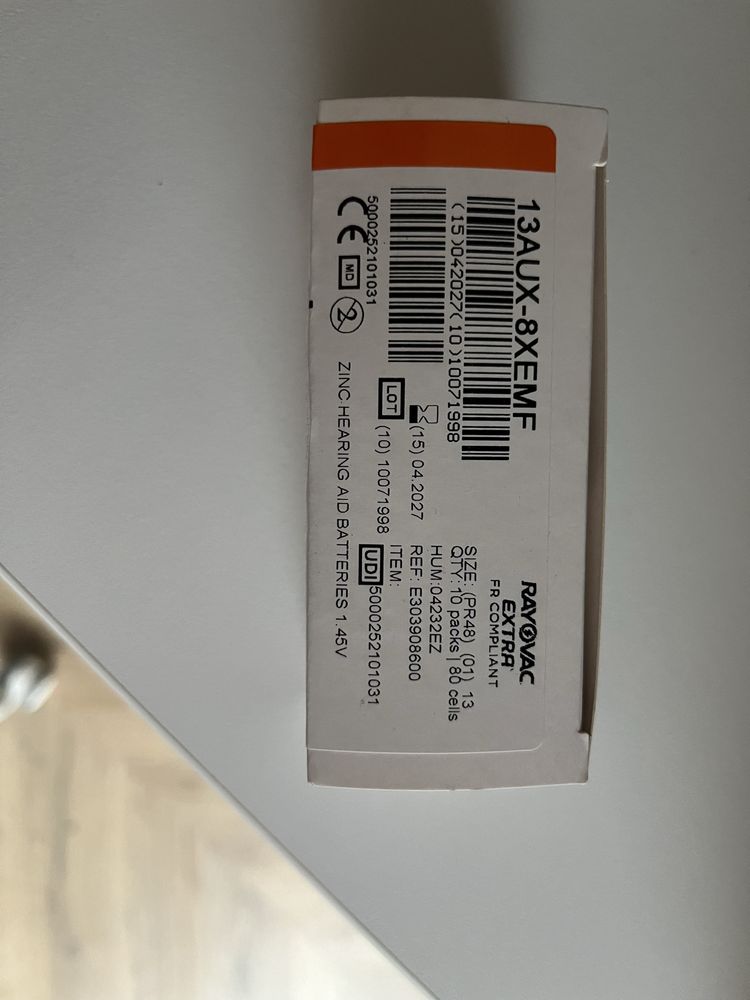 13AUX-8XEMF
(15)042027(10)10071998
5000252101031
CE MD 2
RAYOVAC
EXTRA
FR COMPLIANT
SIZE: (PR48) (01) 13
QTY: 10 packs | 80 cells
HUM:04232EZ
REF: E303908600
ITEM:
(15) 04.2027
LOT (10) 10071998
UDI 5000252101031
ZINC-HEARING AID BATTERIES 1.45V